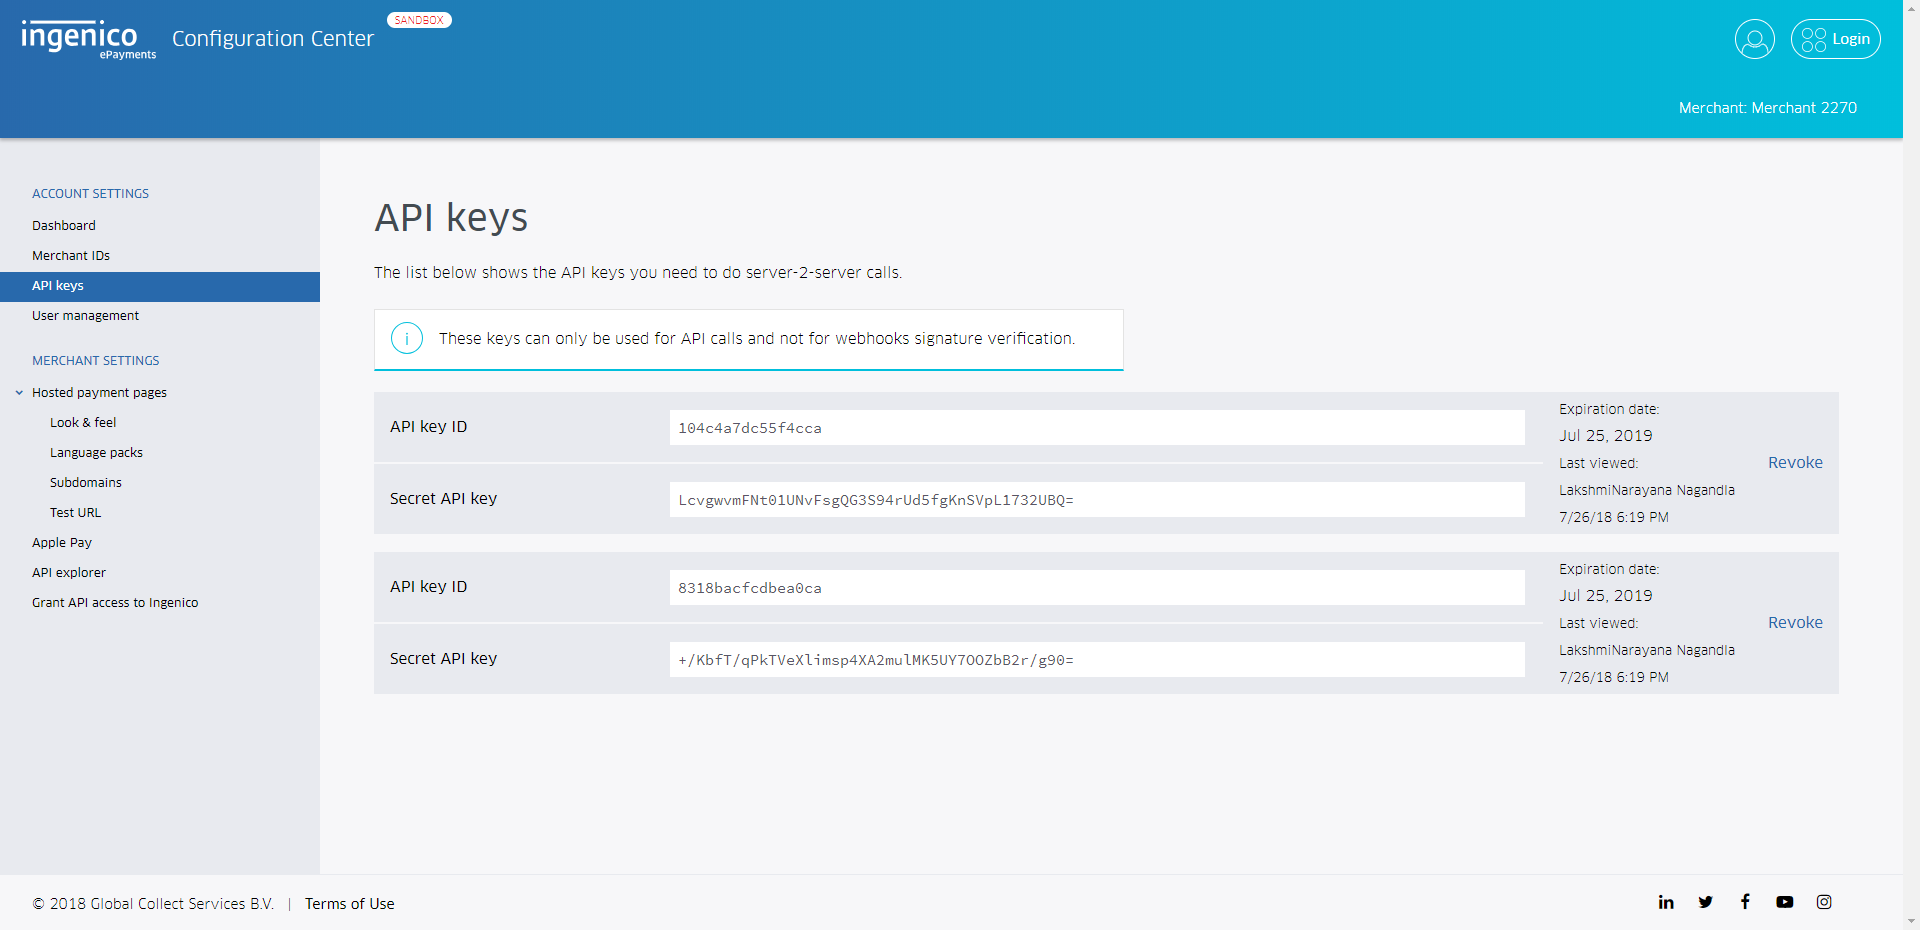 ingenico
ePayments
Configuration Center
SANDBOX
Login
Merchant: Merchant 2270
ACCOUNT SETTINGS
Dashboard
Merchant IDs
API keys
User management
MERCHANT SETTINGS
Hosted payment pages
Look & feel
Language packs
Subdomains
Test URL
Apple Pay
API explorer
Grant API access to Ingenico
API keys
The list below shows the API keys you need to do server-2-server calls.
These keys can only be used for API calls and not for webhooks signature verification.
API key ID
104c4a7dc55f4cca
Secret API key
LcvgwvmFNt01UNvFsgQG3S94rUd5fgKnSVpL1732UBQ=
Expiration date:
Jul 25, 2019
Last viewed:
LakshmiNarayana Nagandla
7/26/18 6:19 PM
Revoke
API key ID
8318bacfcdbea0ca
Secret API key
+/KbfT/qPkTVeXlimsp4XA2mulMK5UY7OOZbB2r/g90=
Expiration date:
Jul 25, 2019
Last viewed:
LakshmiNarayana Nagandla
7/26/18 6:19 PM
Revoke
© 2018 Global Collect Services B.V. | Terms of Use